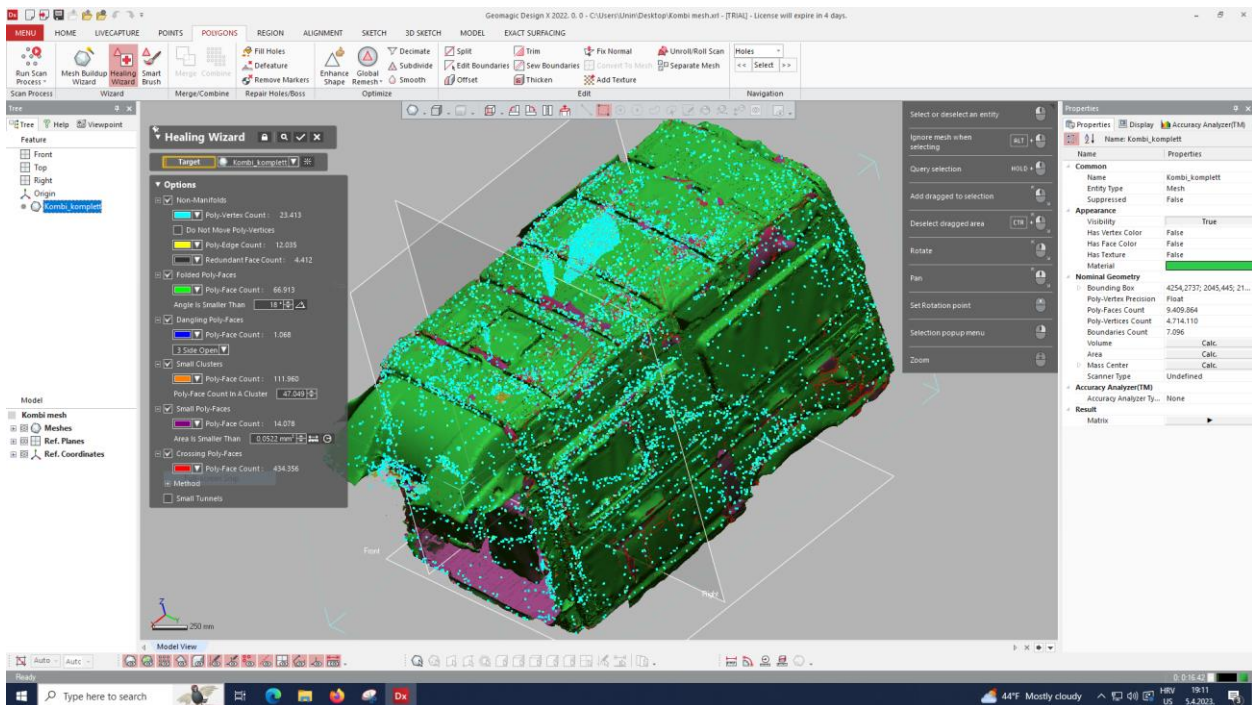 Geomagic Design X 2022. 0. 0 - C:\Users\Unim\Desktop\Kombi mesh.xrl - [TRIAL] - License will expire in 4 days.
MENU HOME LIVECAPTURE POINTS POLYGONS REGION ALIGNMENT SKETCH 3D SKETCH MODEL EXACT SURFACING
Fill Holes Decimate Split Trim Fix Normal Unroll/Roll Scan Holes
Defeature Subdivide Edit Boundaries Sew Boundaries Convert To Mesh Separate Mesh << Select >>
Remove Markers Smooth Offset Thicken Add Texture
Run Scan Process Mesh Buildup Wizard Healing Wizard Smart Brush Merge Combine Enhance Shape Global Remesh
Scan Process Wizard Merge/Combine Repair Holes/Boss Optimize Edit Navigation
Tree
Tree Help Viewpoint
Feature
Front
Top
Right
Origin
Kombi_komplett
Model
Kombi mesh
Meshes
Ref. Planes
Ref. Coordinates
Healing Wizard
Target Kombi_komplett
Options
Non-Manifolds
Poly-Vertex Count : 23.413
Do Not Move Poly-Vertices
Poly-Edge Count : 12.035
Redundant Face Count : 4.412
Folded Poly-Faces
Poly-Face Count : 66.913
Angle Is Smaller Than 18 °
Dangling Poly-Faces
Poly-Face Count : 1.068
3 Side Open
Small Clusters
Poly-Face Count : 111.960
Poly-Face Count In A Cluster 47.049
Small Poly-Faces
Poly-Face Count : 14.078
Area Is Smaller Than 0.0522 mm²
Crossing Poly-Faces
Poly-Face Count : 434.356
Method
Small Tunnels
Front
Right
Z
250 mm
Select or deselect an entity
Ignore mesh when selecting ALT +
Query selection HOLD +
Add dragged to selection
Deselect dragged area CTR +
Rotate
Pan
Set Rotation point
Selection popup menu
Zoom
Properties
Properties Display Accuracy Analyzer(TM)
Name: Kombi_komplett
Name Properties
Common
Name Kombi_komplett
Entity Type Mesh
Suppressed False
Appearance
Visibility True
Has Vertex Color False
Has Face Color False
Has Texture False
Material
Nominal Geometry
Bounding Box 4254,2737; 2045,445; 21...
Poly-Vertex Precision Float
Poly-Faces Count 9.409.864
Poly-Vertices Count 4.714.110
Boundaries Count 7.096
Volume Calc.
Area Calc.
Mass Center Calc.
Scanner Type Undefined
Accuracy Analyzer(TM)
Accuracy Analyzer Ty... None
Result
Matrix
Model View
Auto Autc
Ready 0: 0:16.42
Type here to search Dx 44°F Mostly cloudy HRV 19:11
US 5.4.2023.